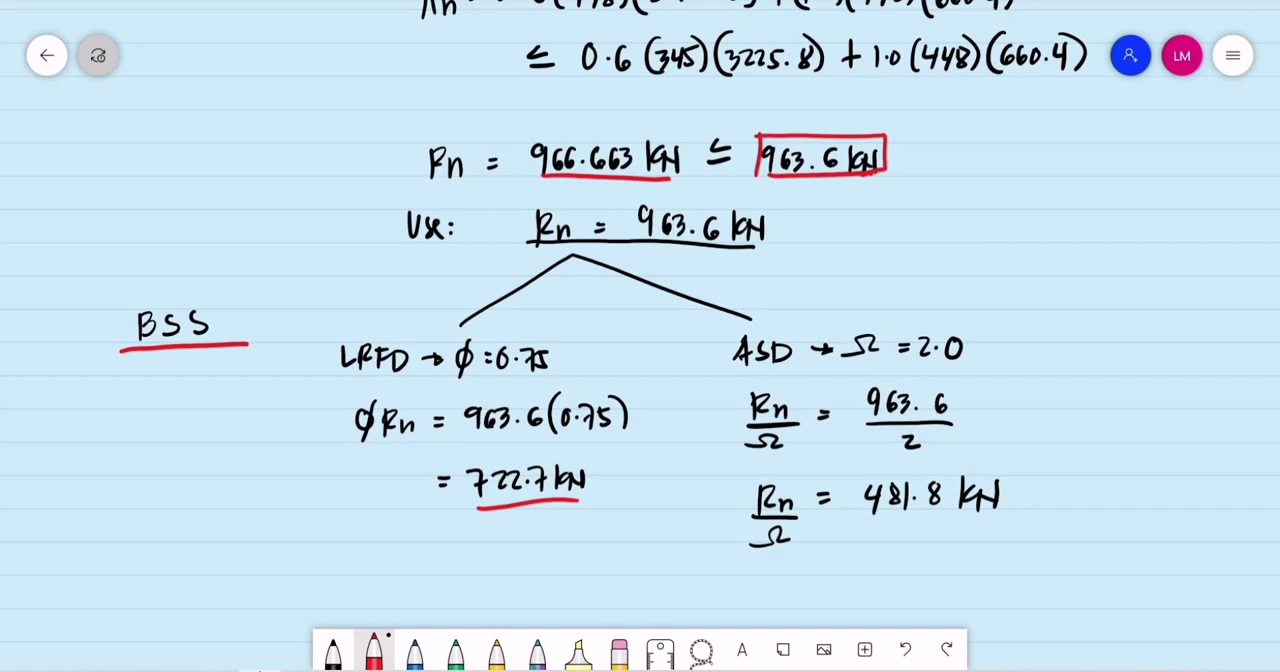 ≤ 0.6 (345)(3225.8) + 1.0 (448)(660.4)
LM
Rn = 966.663 kN ≤ 963.6 kN
Use: Rn = 963.6 kN
BSS
LRFD → ϕ = 0.75
ASD → Ω = 2.0
ϕRn = 963.6(0.75)
Rn/Ω = 963.6/2
= 722.7 kN
Rn/Ω = 481.8 kN
A